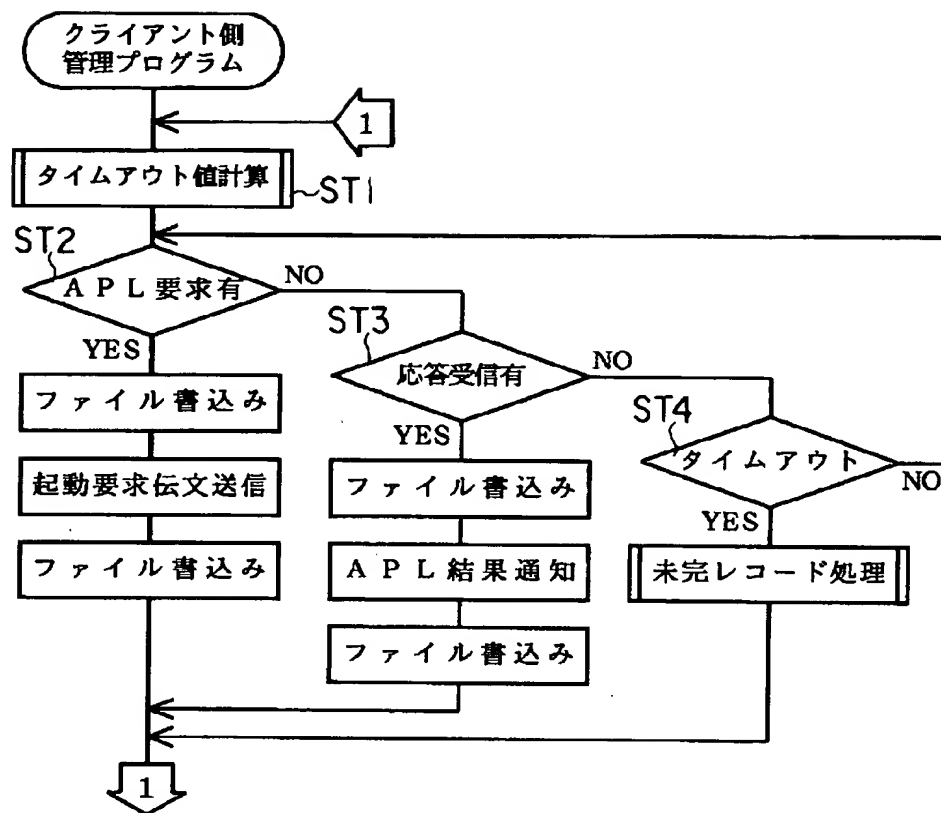 クライアント側
管理プログラム
1
タイムアウト値計算
ST1
ST2
APL要求有
NO
YES
ST3
応答受信有
NO
YES
ST4
タイムアウト
NO
YES
ファイル書込み
起動要求伝文送信
ファイル書込み
ファイル書込み
APL結果通知
ファイル書込み
未完レコード処理
1